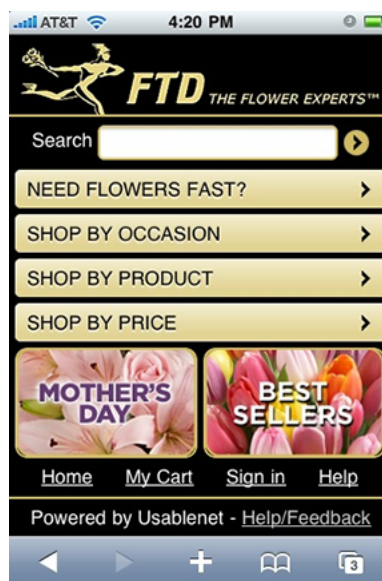 AT&T 4:20 PM
FTD THE FLOWER EXPERTS™
Search
NEED FLOWERS FAST?
SHOP BY OCCASION
SHOP BY PRODUCT
SHOP BY PRICE
MOTHER'S DAY
BEST SELLERS
Home My Cart Sign in Help
Powered by Usablenet - Help/Feedback
3